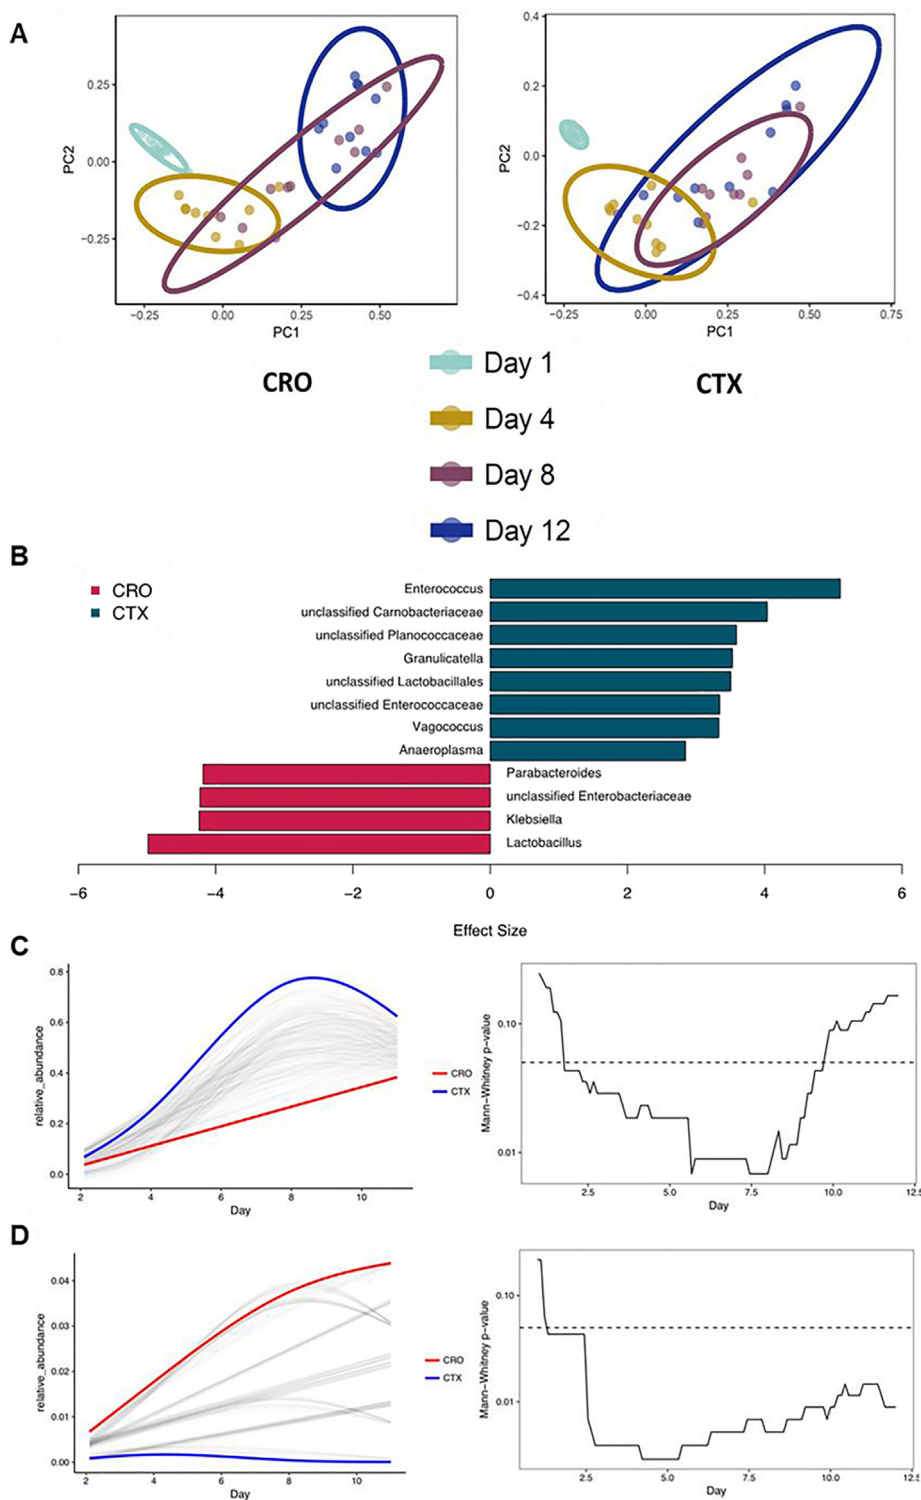 A
PC2
0.25
0.00
−0.25
−0.25
0.00
0.25
0.50
PC1
CRO
PC2
0.4
0.2
0.0
−0.2
−0.4
−0.25
0.00
0.25
0.50
0.75
PC1
CTX
Day 1
Day 4
Day 8
Day 12
B
CRO
CTX
Enterococcus
unclassified Carnobacteriaceae
unclassified Planococcaceae
Granulicatella
unclassified Lactobacillales
unclassified Enterococcaceae
Vagococcus
Anaeroplasma
Parabacteroides
unclassified Enterobacteriaceae
Klebsiella
Lactobacillus
−6
−4
−2
0
2
4
6
Effect Size
C
relative_abundance
0.8
0.6
0.4
0.2
0.0
2
4
6
8
10
Day
CRO
CTX
Mann−Whitney p−value
0.10
0.01
2.5
5.0
7.5
10.0
12.5
Day
D
relative_abundance
0.04
0.03
0.02
0.01
0.00
2
4
6
8
10
Day
CRO
CTX
Mann−Whitney p−value
0.10
0.01
2.5
5.0
7.5
10.0
12.5
Day